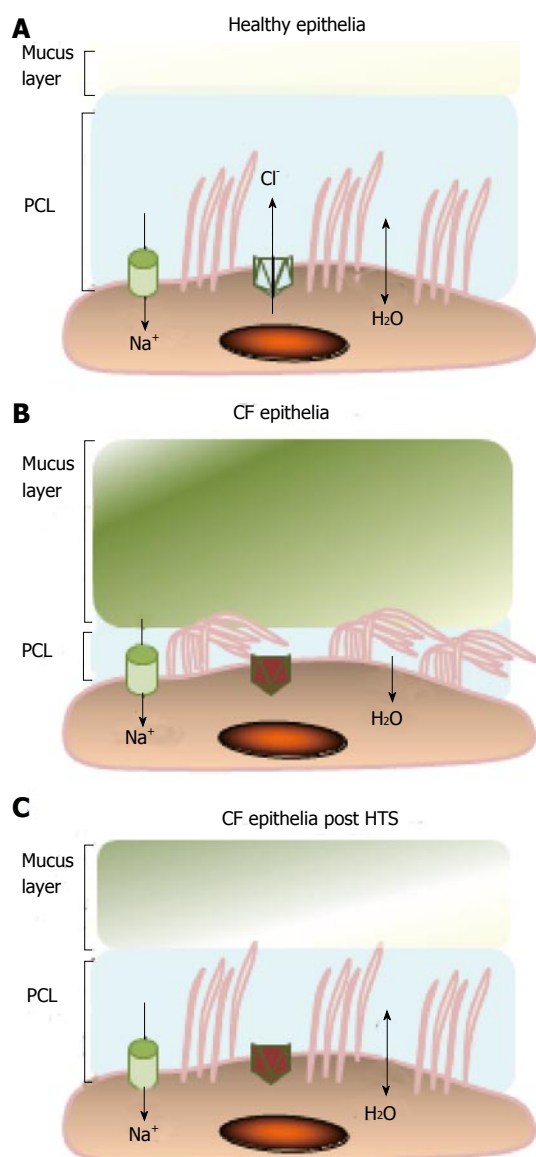 A
Healthy epithelia
Mucus
layer
PCL
Cl⁻
Na⁺
H₂O
B
CF epithelia
Mucus
layer
PCL
Na⁺
H₂O
C
CF epithelia post HTS
Mucus
layer
PCL
Na⁺
H₂O